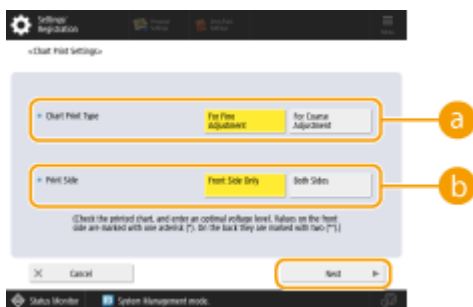 Settings/
Registration
Menu
<Chart Print Settings>
Chart Print Type
For Fine
Adjustment
For Coarse
Adjustment
a
Print Side
Front Side Only
Both Sides
b
(Check the printed chart, and enter an optimal voltage level. Values on the front
side are marked with one asterisk (*). On the back they are marked with two (**).)
Cancel
Next
Status Monitor
System Management mode.